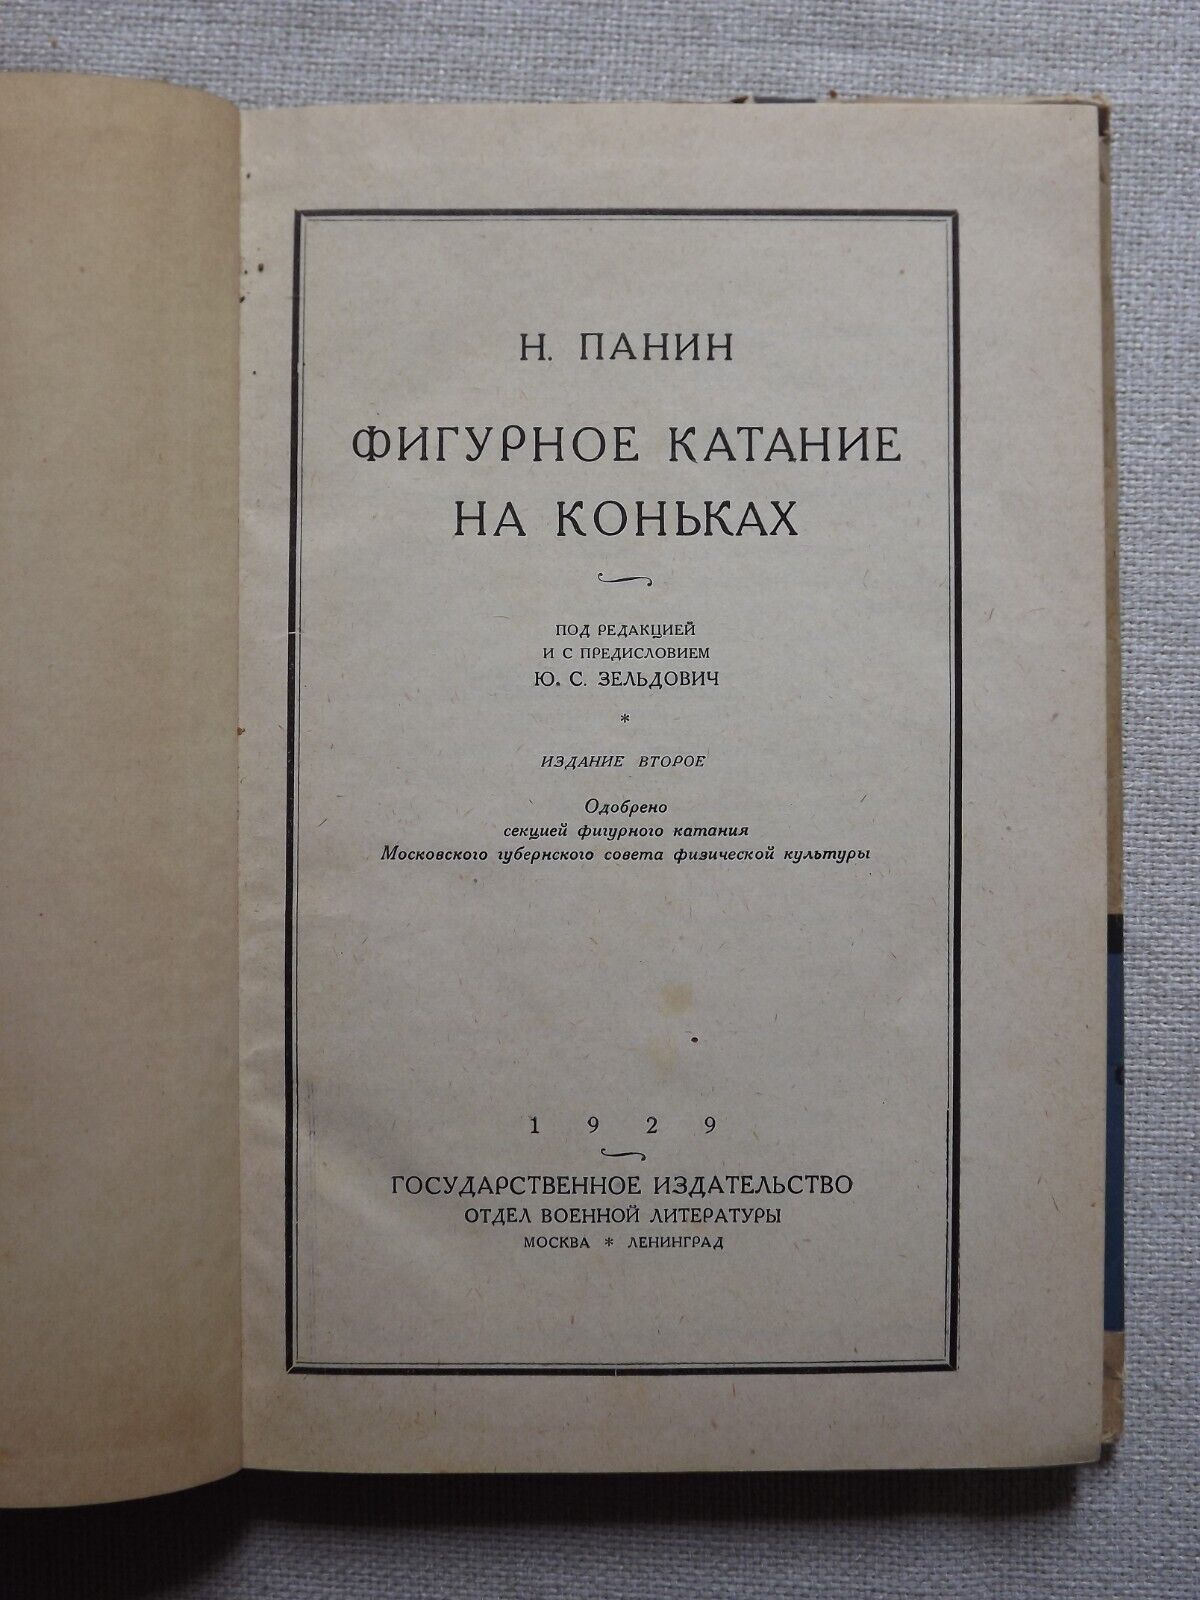 Н. ПАНИН
ФИГУРНОЕ КАТАНИЕ
НА КОНЬКАХ
ПОД РЕДАКЦИЕЙ
И С ПРЕДИСЛОВИЕМ
Ю. С. ЗЕЛЬДОВИЧ
*
ИЗДАНИЕ ВТОРОЕ
Одобрено
секцией фигурного катания
Московского губернского совета физической культуры
1 9 2 9
ГОСУДАРСТВЕННОЕ ИЗДАТЕЛЬСТВО
ОТДЕЛ ВОЕННОЙ ЛИТЕРАТУРЫ
МОСКВА * ЛЕНИНГРАД